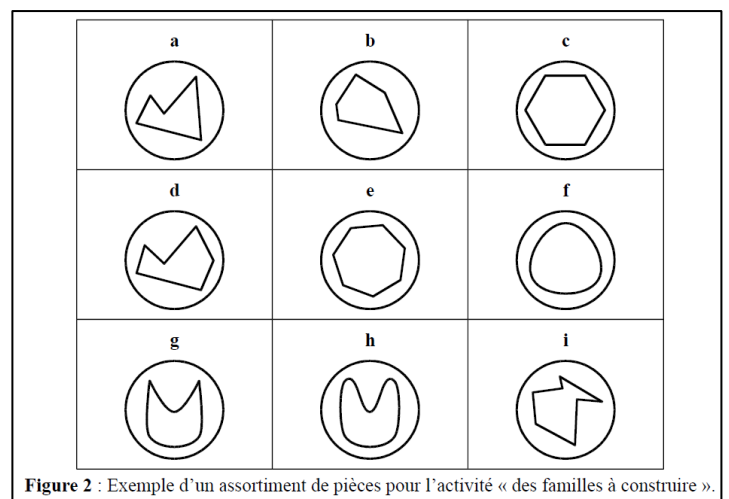 a b c
d e f
g h i
Figure 2 : Exemple d'un assortiment de pièces pour l'activité « des familles à construire ».